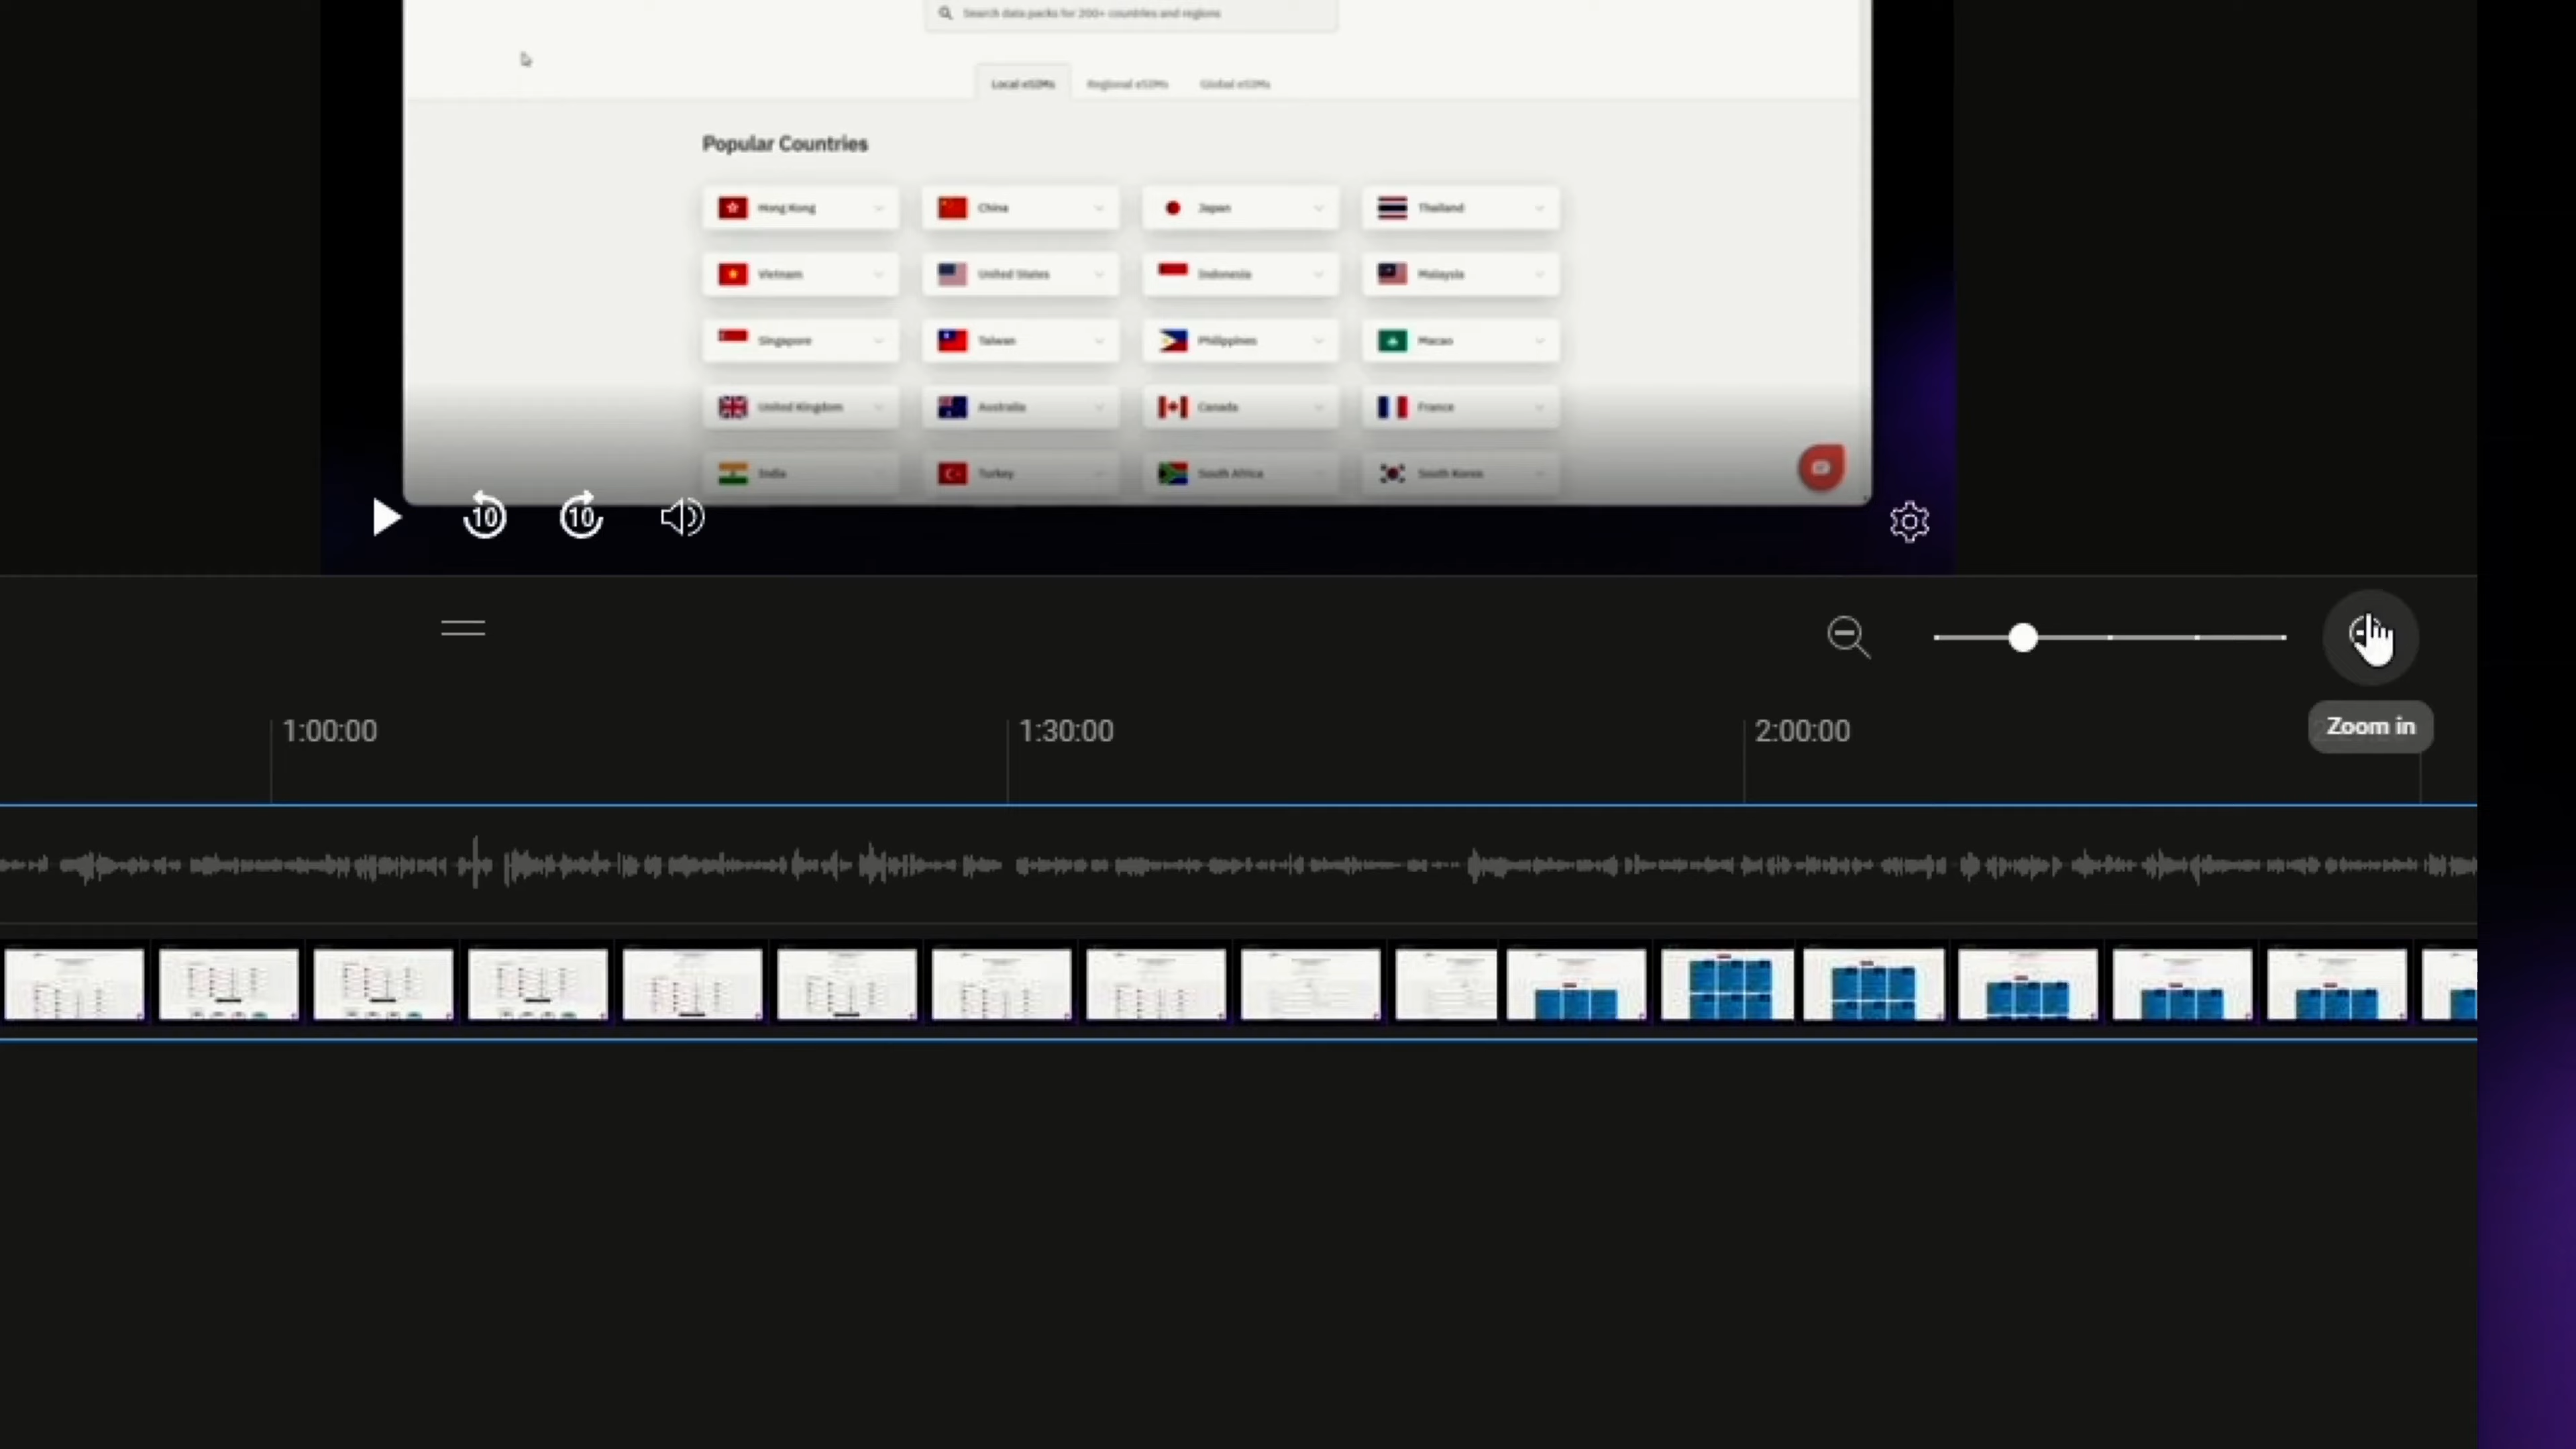 Search data packs for 200+ countries and regions
Local eSIMs Regional eSIMs Global eSIMs
Popular Countries
Hong Kong China Japan Thailand
Vietnam United States Indonesia Malaysia
Singapore Taiwan Philippines Macao
United Kingdom Australia Canada France
India Turkey South Africa South Korea
10 10
1:00:00 1:30:00 2:00:00
Zoom in